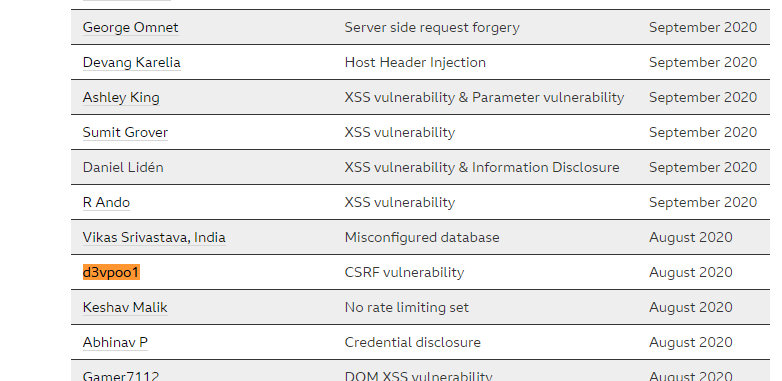 George Omnet Server side request forgery September 2020
Devang Karelia Host Header Injection September 2020
Ashley King XSS vulnerability & Parameter vulnerability September 2020
Sumit Grover XSS vulnerability September 2020
Daniel Lidén XSS vulnerability & Information Disclosure September 2020
R Ando XSS vulnerability September 2020
Vikas Srivastava, India Misconfigured database August 2020
d3vpoo1 CSRF vulnerability August 2020
Keshav Malik No rate limiting set August 2020
Abhinav P Credential disclosure August 2020
Gamer7112 DOM XSS vulnerability August 2020